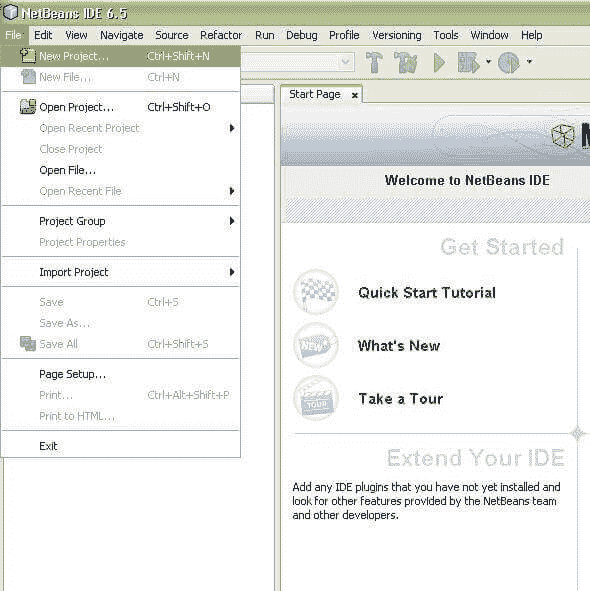 NetBeans IDE 6.5
File Edit View Navigate Source Refactor Run Debug Profile Versioning Tools Window Help
New Project... Ctrl+Shift+N
New File... Ctrl+N
Open Project... Ctrl+Shift+O
Open Recent Project
Close Project
Open File...
Open Recent File
Project Group
Project Properties
Import Project
Save Ctrl+S
Save As...
Save All Ctrl+Shift+S
Page Setup...
Print... Ctrl+Alt+Shift+P
Print to HTML...
Exit
Start Page x
N
Welcome to NetBeans IDE
Get Started
Quick Start Tutorial
NEW
What's New
TOUR
Take a Tour
Extend Your IDE
Add any IDE plugins that you have not yet installed and
look for other features provided by the NetBeans team
and other developers.